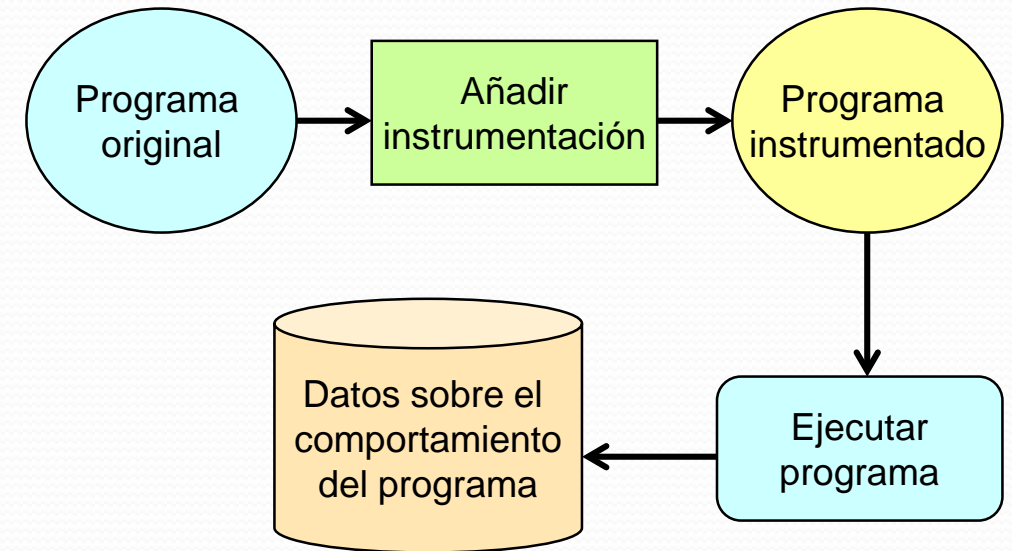 Programa
original
Añadir
instrumentación
Programa
instrumentado
Ejecutar
programa
Datos sobre el
comportamiento
del programa